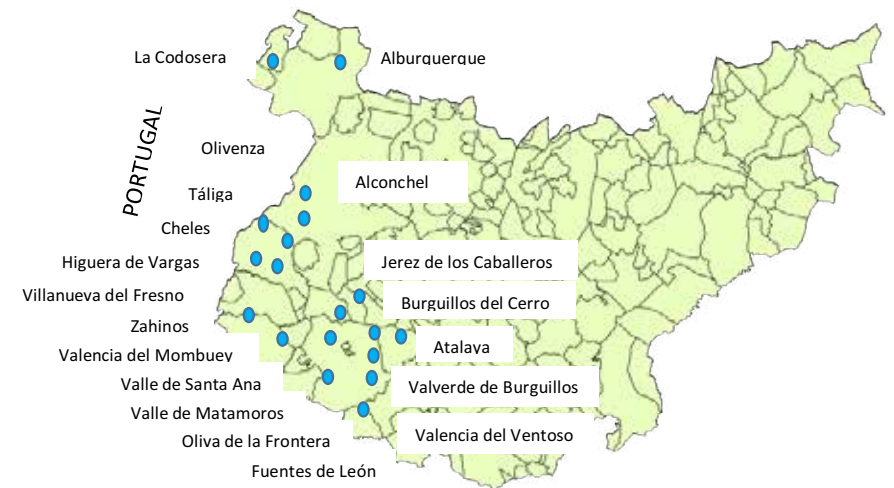 La Codosera
Alburquerque
PORTUGAL
Olivenza
Alconchel
Táliga
Cheles
Higuera de Vargas
Jerez de los Caballeros
Villanueva del Fresno
Burguillos del Cerro
Zahinos
Atalaya
Valencia del Mombuey
Valle de Santa Ana
Valverde de Burguillos
Valle de Matamoros
Valencia del Ventoso
Oliva de la Frontera
Fuentes de León